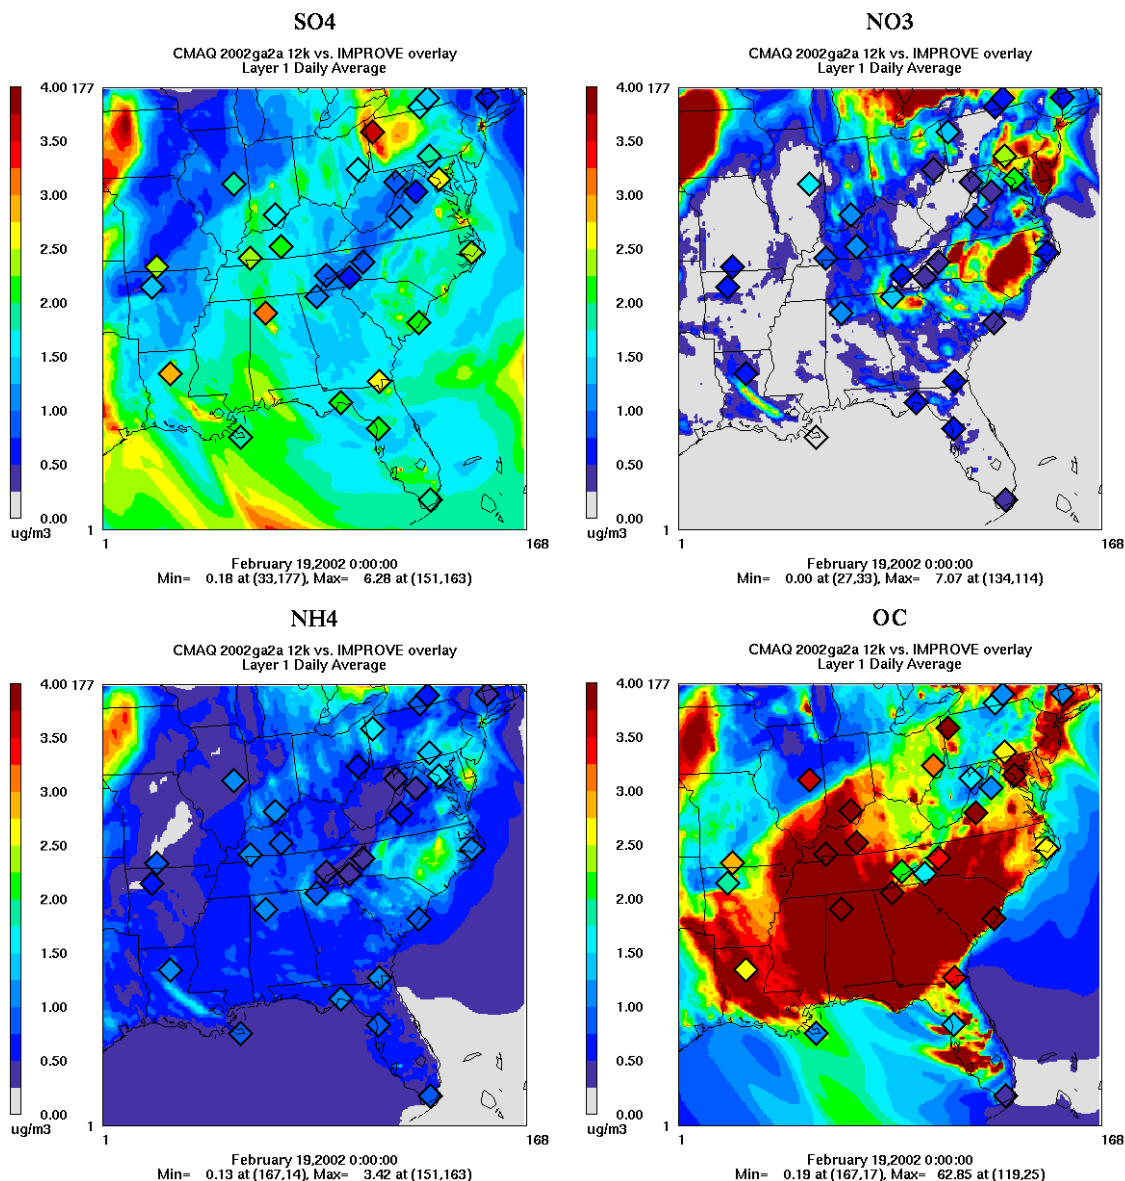 SO4
CMAQ 2002ga2a 12k vs. IMPROVE overlay
Layer 1 Daily Average
4.00 177
3.50
3.00
2.50
2.00
1.50
1.00
0.50
0.00
ug/m3
1
1
168
February 19,2002 0:00:00
Min= 0.18 at (33,177), Max= 6.28 at (151,163)
NO3
CMAQ 2002ga2a 12k vs. IMPROVE overlay
Layer 1 Daily Average
4.00 177
3.50
3.00
2.50
2.00
1.50
1.00
0.50
0.00
ug/m3
1
1
168
February 19,2002 0:00:00
Min= 0.00 at (27,33), Max= 7.07 at (134,114)
NH4
CMAQ 2002ga2a 12k vs. IMPROVE overlay
Layer 1 Daily Average
4.00 177
3.50
3.00
2.50
2.00
1.50
1.00
0.50
0.00
ug/m3
1
1
168
February 19,2002 0:00:00
Min= 0.13 at (167,14), Max= 3.42 at (151,163)
OC
CMAQ 2002ga2a 12k vs. IMPROVE overlay
Layer 1 Daily Average
4.00 177
3.50
3.00
2.50
2.00
1.50
1.00
0.50
0.00
ug/m3
1
1
168
February 19,2002 0:00:00
Min= 0.19 at (167,17), Max= 62.85 at (119,25)